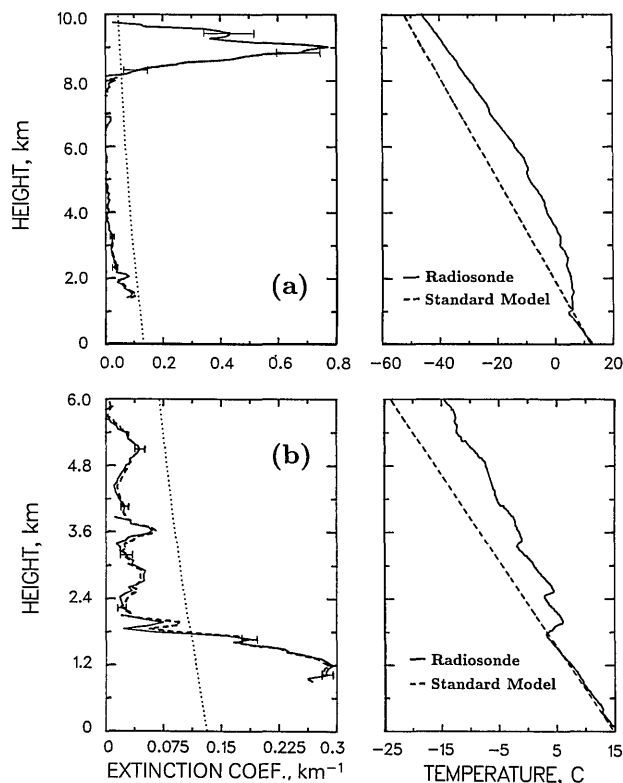 10.0
8.0
6.0
4.0
2.0
0
HEIGHT, km
(a)
0.0 0.2 0.4 0.6 0.8
Radiosonde
Standard Model
−60 −40 −20 0 20
6.0
4.8
3.6
2.4
1.2
0
HEIGHT, km
(b)
0 0.075 0.15 0.225 0.3
EXTINCTION COEF., km⁻¹
Radiosonde
Standard Model
−25 −15 −5 5 15
TEMPERATURE, C